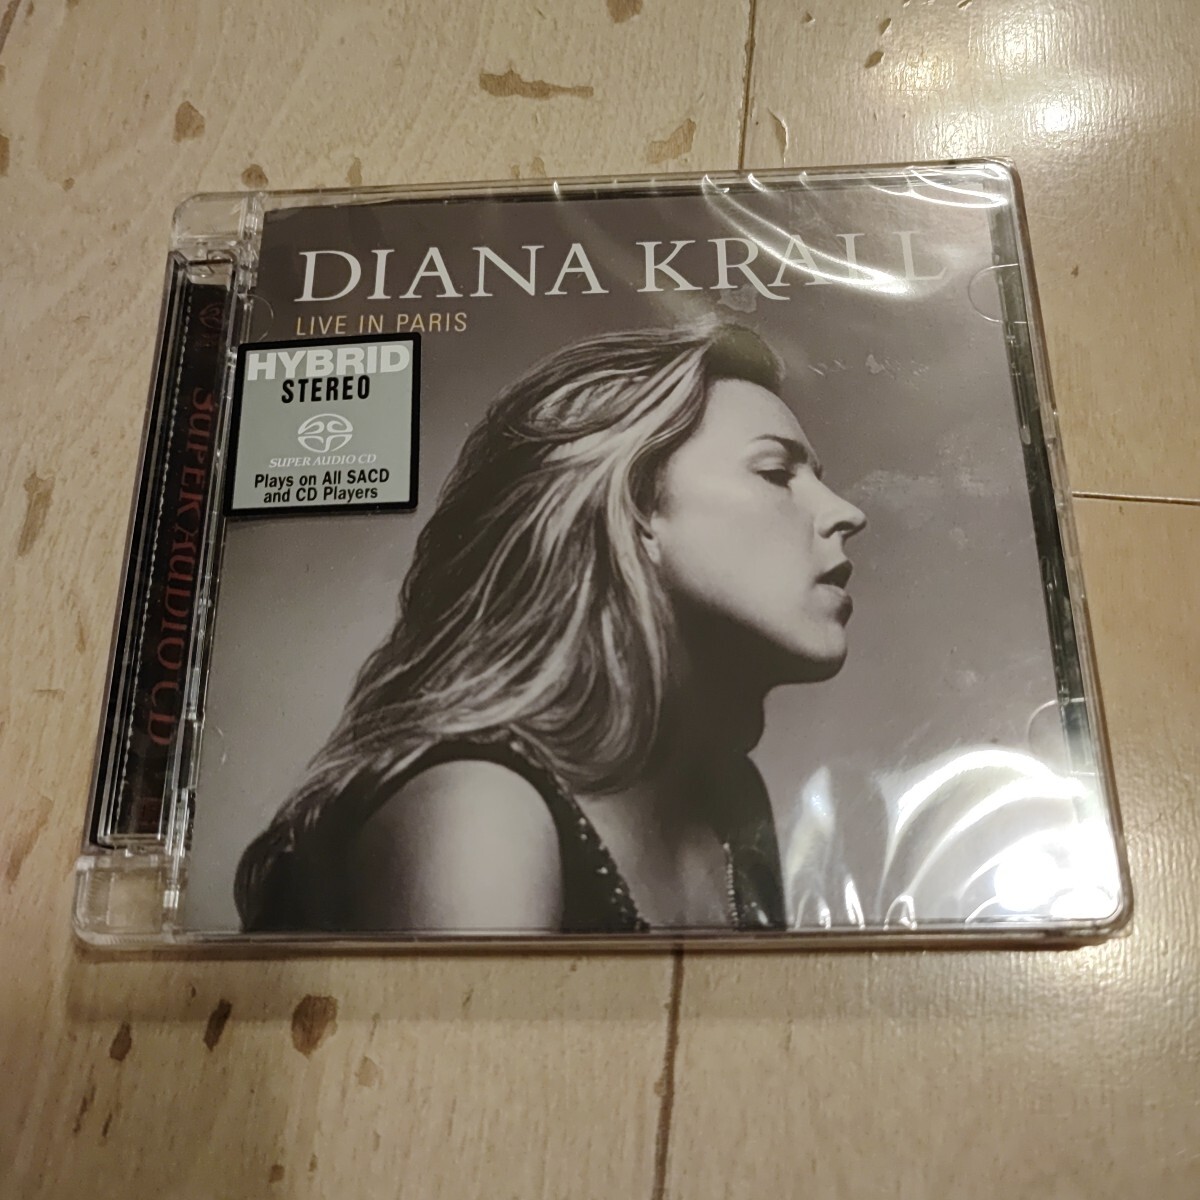 DIANA KRALL
LIVE IN PARIS
HYBRID
STEREO
SUPER AUDIO CD
Plays on All SACD
and CD Players
SUPER AUDIO CD